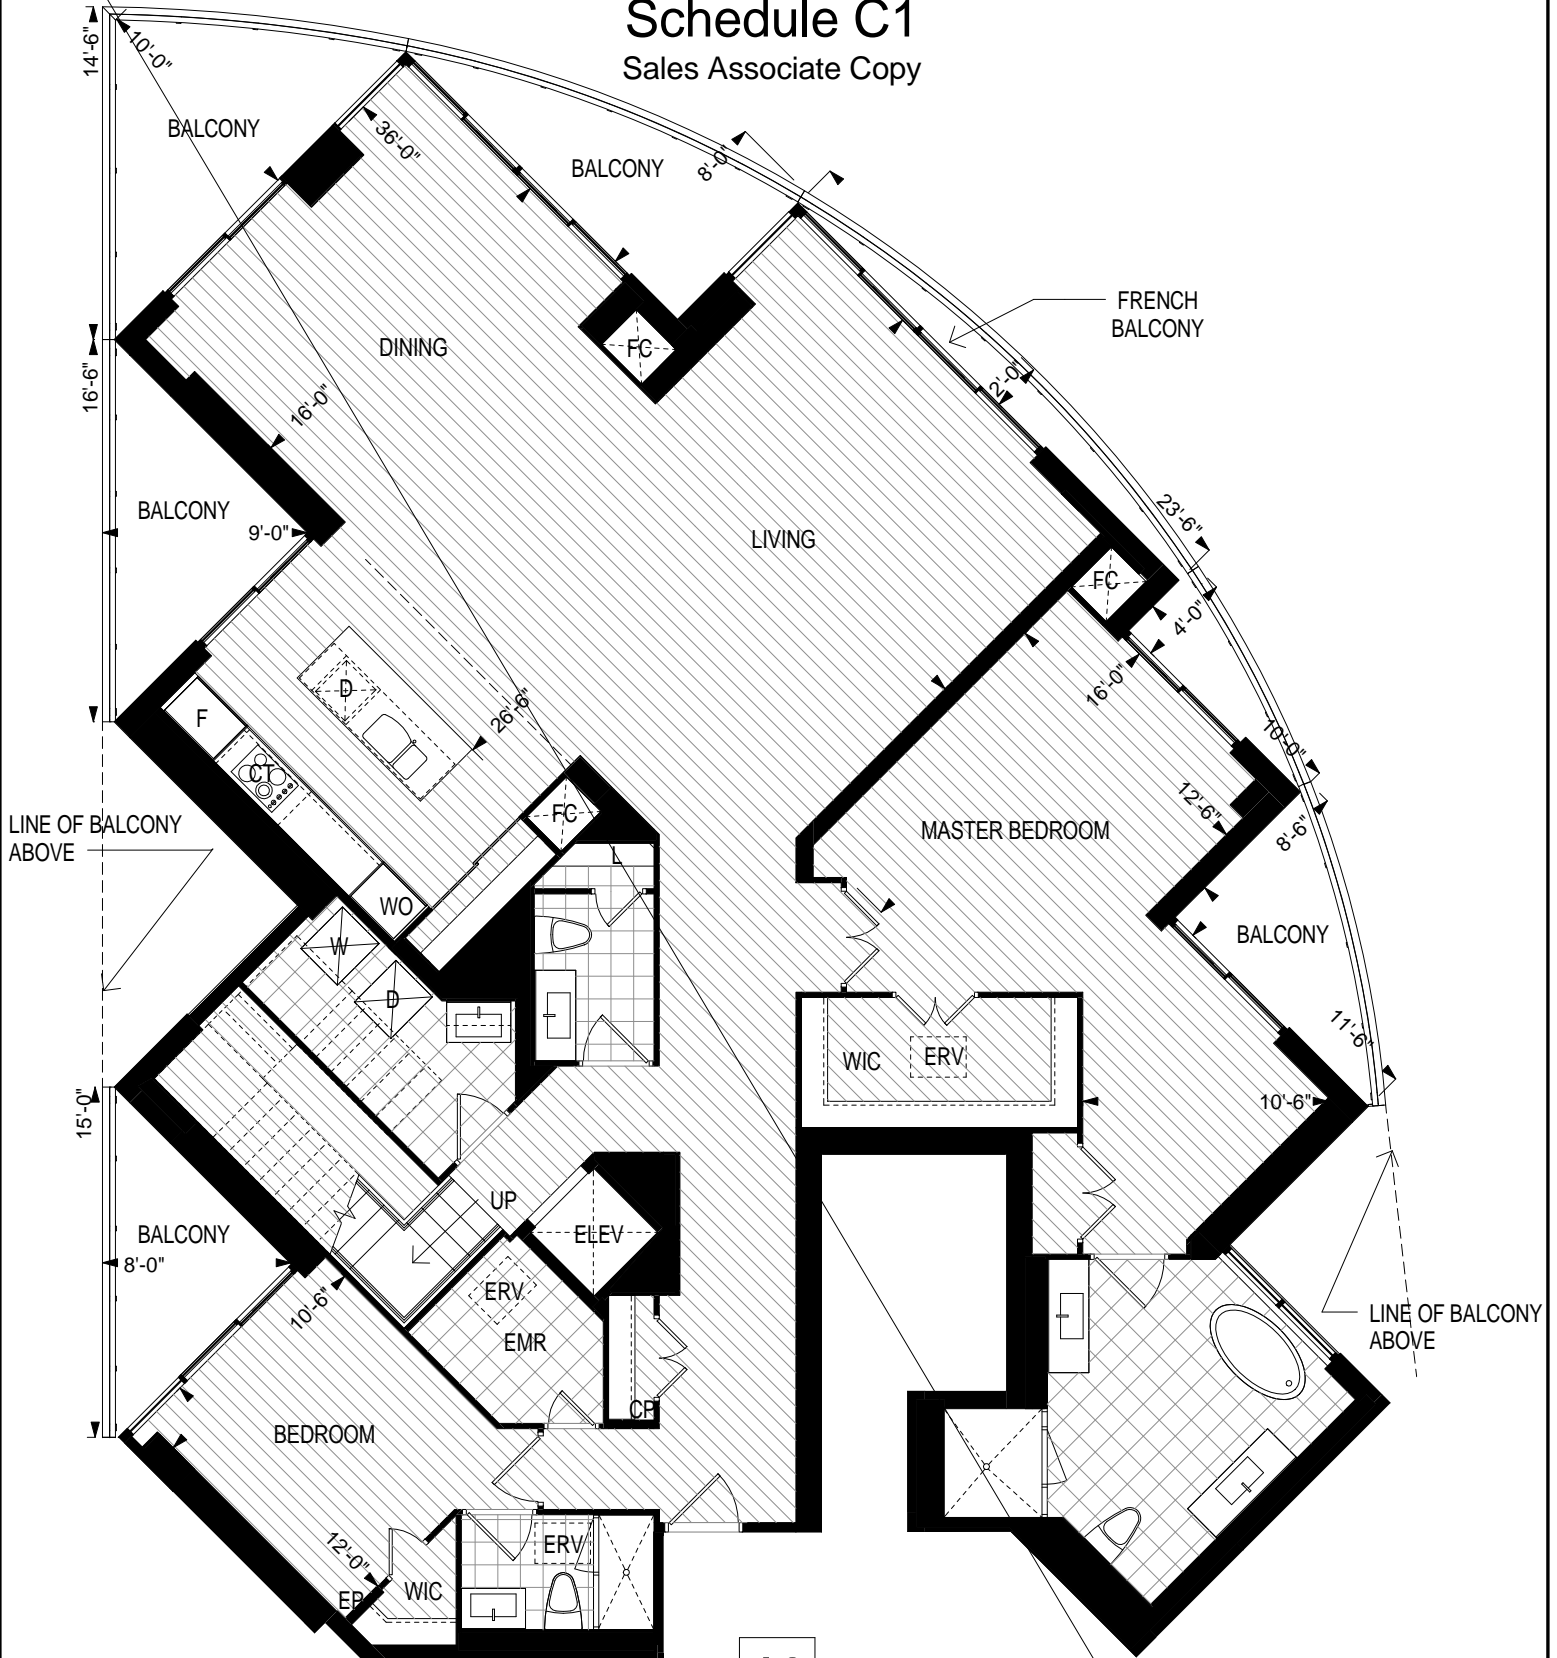 Schedule C1
Sales Associate Copy
14'-6"
10'-0"
BALCONY
36'-0"
BALCONY
8'-0"
FRENCH
BALCONY
DINING
FC
2'-0"
16'-6"
16'-0"
BALCONY
9'-0"
LIVING
23'-6"
FC
4'-0"
16'-0"
D
F
26'-6"
10'-0"
CT
12'-6"
8'-6"
LINE OF BALCONY
ABOVE
FC
MASTER BEDROOM
L
WO
W
D
BALCONY
WIC
ERV
11'-6"
10'-6"
15'-0"
UP
BALCONY
8'-0"
ELEV
ERV
10'-6"
EMR
LINE OF BALCONY
ABOVE
CP
BEDROOM
12'-0"
ERV
EP
WIC